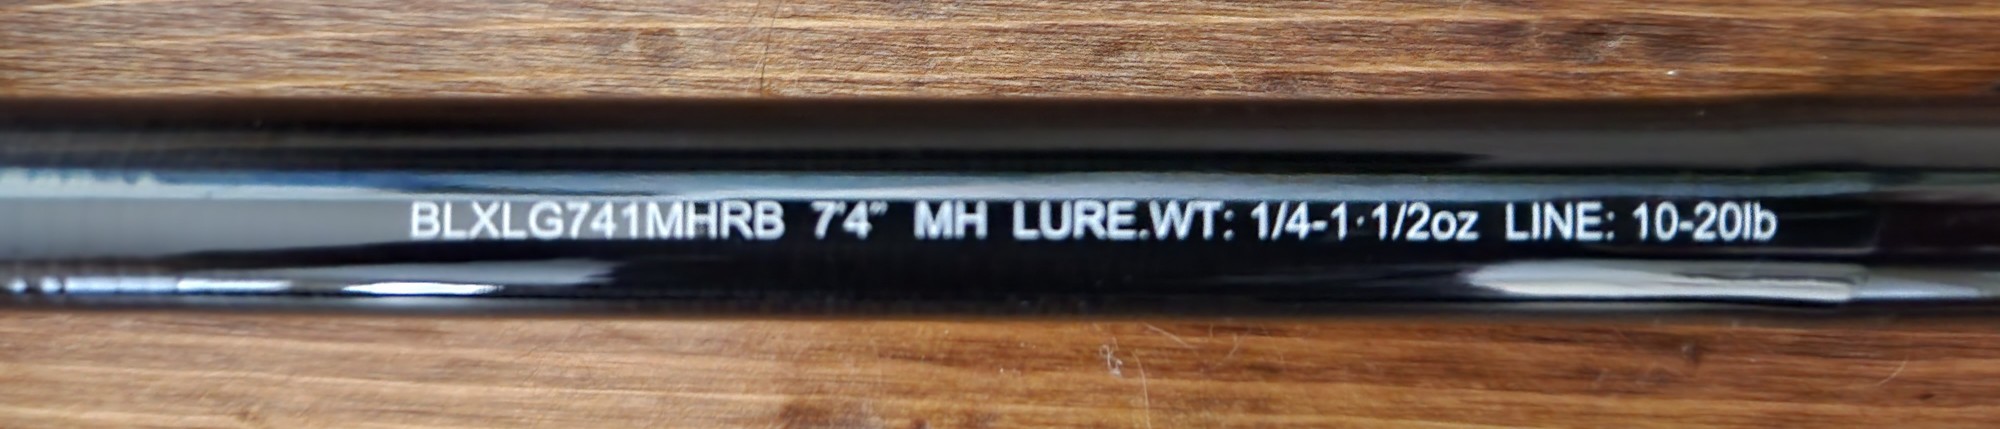 BLXLG741MHRB 7'4" MH LURE.WT: 1/4-1·1/2oz LINE: 10-20lb